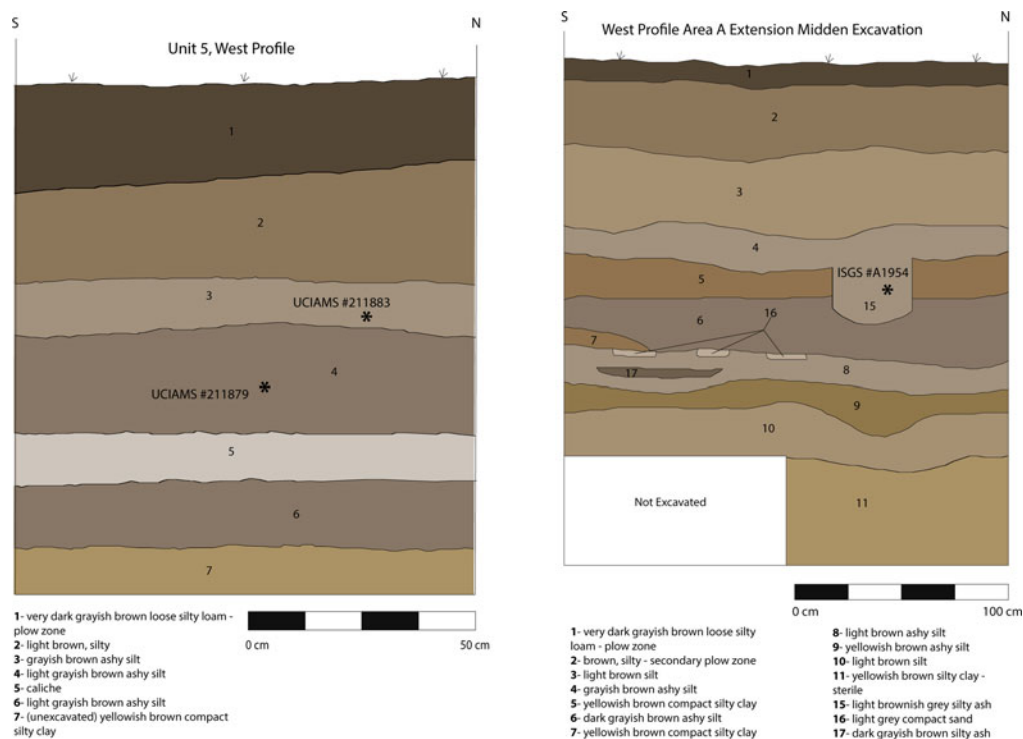 S
N
Unit 5, West Profile
1
2
3
UCIAMS #211883
*
4
UCIAMS #211879
*
5
6
7
1- very dark grayish brown loose silty loam -
plow zone
2- light brown, silty
3- grayish brown ashy silt
4- light grayish brown ashy silt
5- caliche
6- light grayish brown ashy silt
7- (unexcavated) yellowish brown compact
silty clay
0 cm
50 cm
S
N
West Profile Area A Extension Midden Excavation
1
2
3
4
5
ISGS #A1954
*
15
6
16
7
8
17
9
10
Not Excavated
11
0 cm
100 cm
1- very dark grayish brown loose silty
loam - plow zone
2- brown, silty - secondary plow zone
3- light brown silt
4- grayish brown ashy silt
5- yellowish brown compact silty clay
6- dark grayish brown ashy silt
7- yellowish brown compact silty clay
8- light brown ashy silt
9- yellowish brown ashy silt
10- light brown silt
11- yellowish brown silty clay -
sterile
15- light brownish grey silty ash
16- light grey compact sand
17- dark grayish brown silty ash